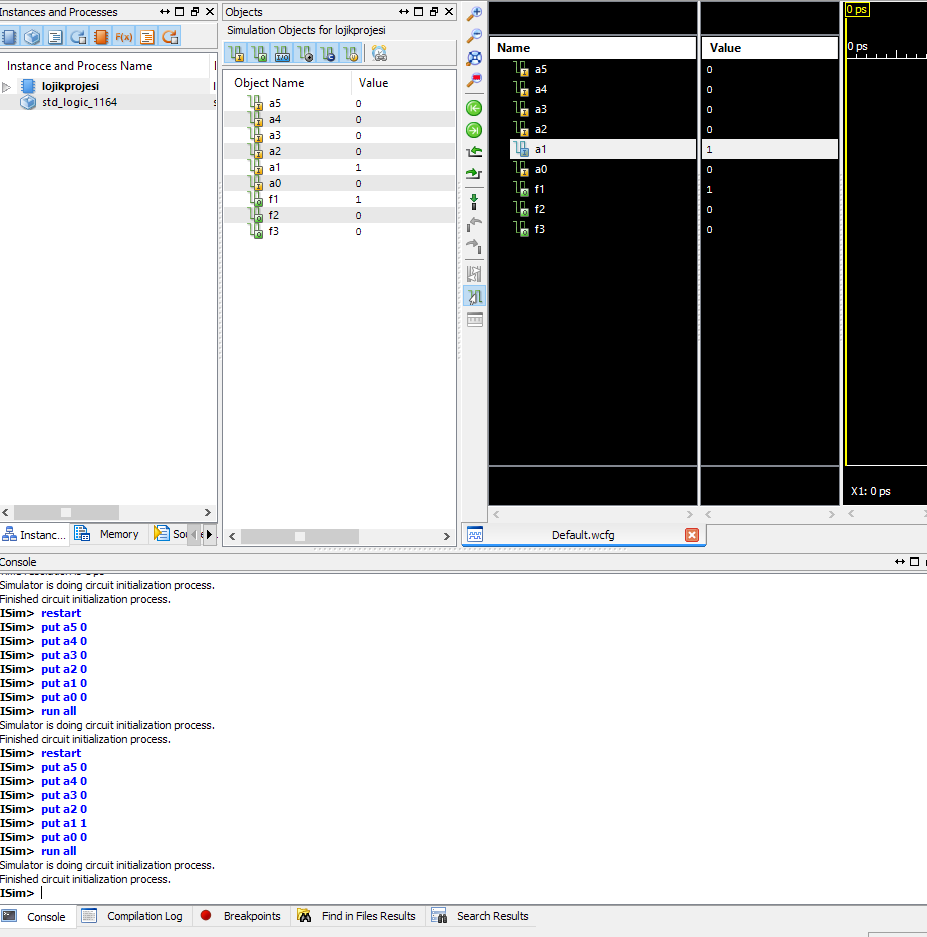 Instances and Processes
Instance and Process Name
lojikprojesi
std_logic_1164
Instanc...
Memory
Sou
Objects
Simulation Objects for lojikprojesi
Object Name Value
a5 0
a4 0
a3 0
a2 0
a1 1
a0 0
f1 1
f2 0
f3 0
Name Value
a5 0
a4 0
a3 0
a2 0
a1 1
a0 0
f1 1
f2 0
f3 0
0 ps
0 ps
X1: 0 ps
Default.wcfg
Console
Simulator is doing circuit initialization process.
Finished circuit initialization process.
ISim> restart
ISim> put a5 0
ISim> put a4 0
ISim> put a3 0
ISim> put a2 0
ISim> put a1 0
ISim> put a0 0
ISim> run all
Simulator is doing circuit initialization process.
Finished circuit initialization process.
ISim> restart
ISim> put a5 0
ISim> put a4 0
ISim> put a3 0
ISim> put a2 0
ISim> put a1 1
ISim> put a0 0
ISim> run all
Simulator is doing circuit initialization process.
Finished circuit initialization process.
ISim>
Console Compilation Log Breakpoints Find in Files Results Search Results